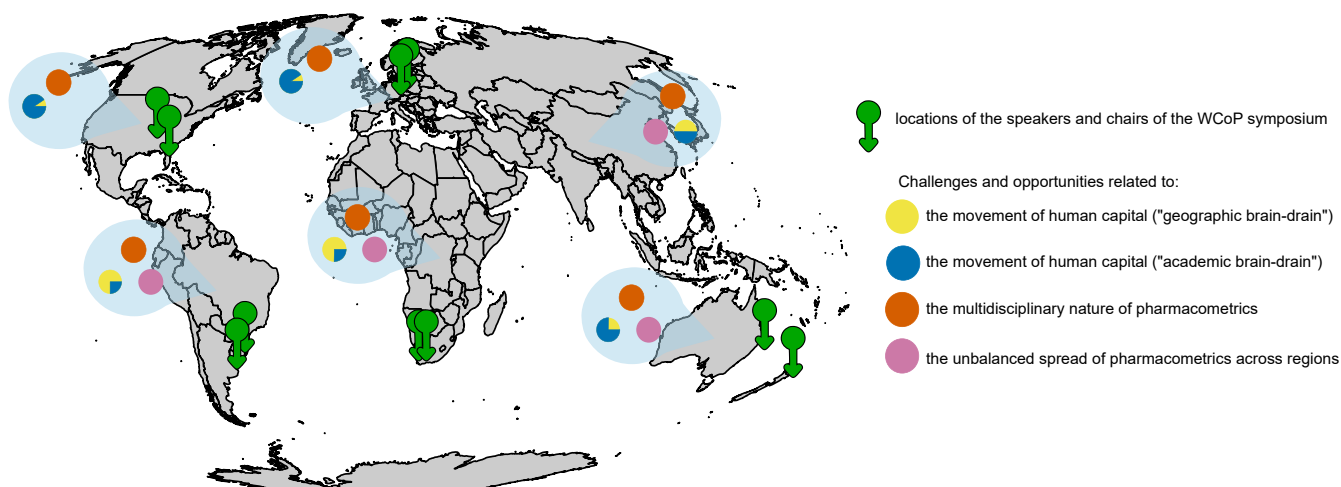 locations of the speakers and chairs of the WCoP symposium
Challenges and opportunities related to:
the movement of human capital ("geographic brain-drain")
the movement of human capital ("academic brain-drain")
the multidisciplinary nature of pharmacometrics
the unbalanced spread of pharmacometrics across regions